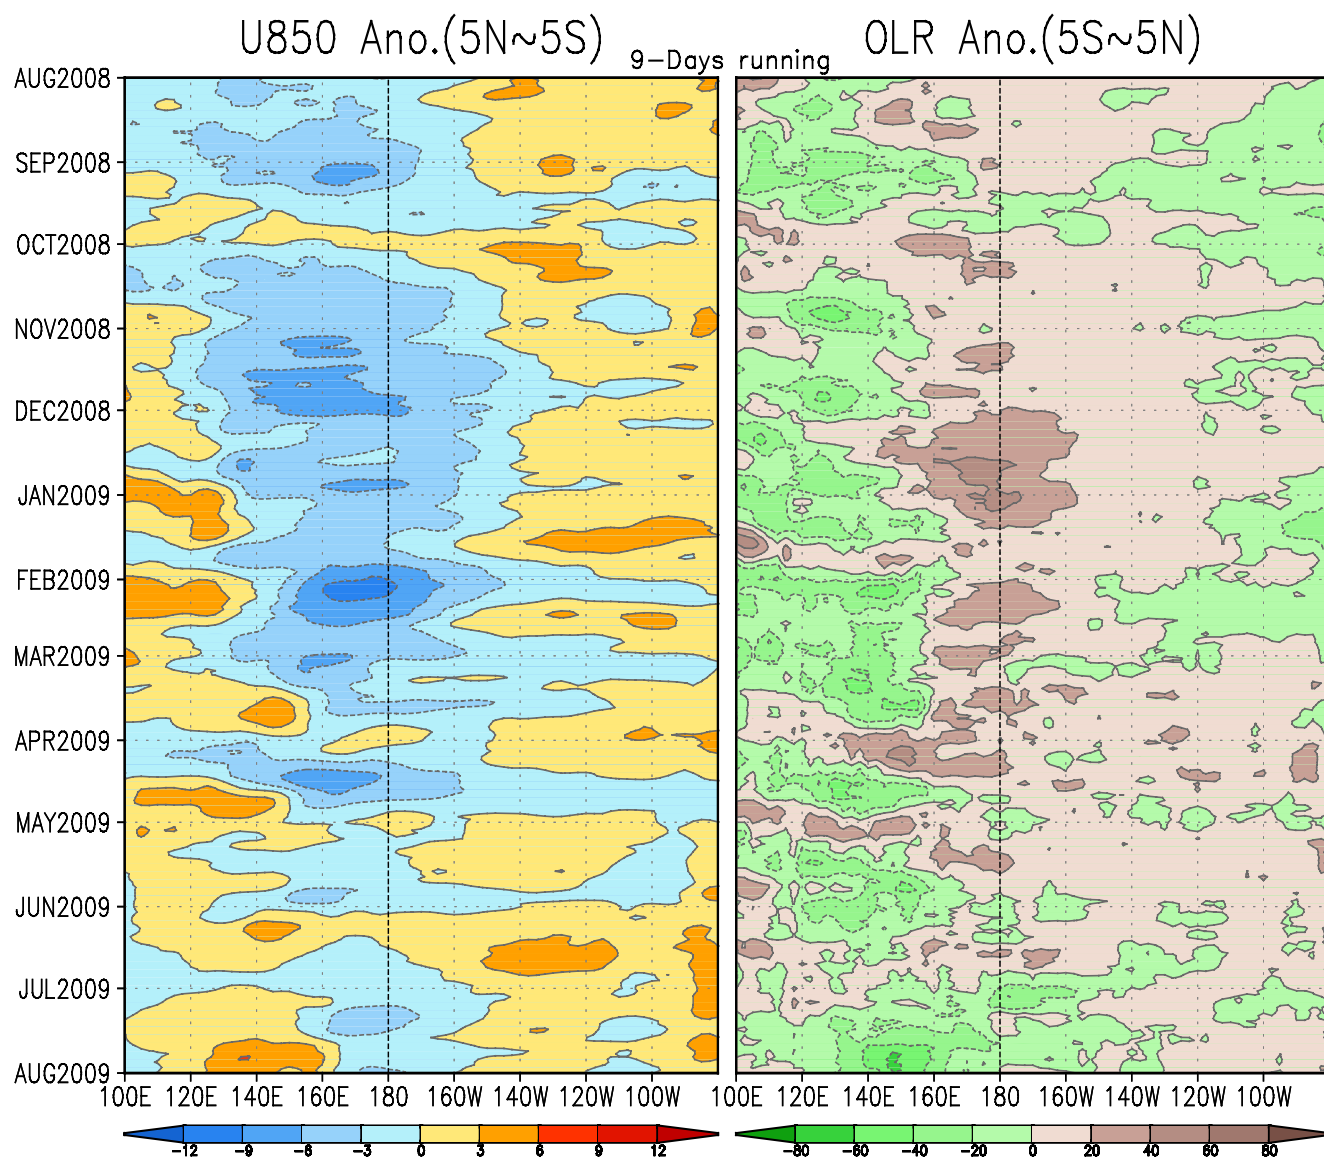 U850 Ano.(5N~5S)
OLR Ano.(5S~5N)
9-Days running
AUG2008
SEP2008
OCT2008
NOV2008
DEC2008
JAN2009
FEB2009
MAR2009
APR2009
MAY2009
JUN2009
JUL2009
AUG2009
100E 120E 140E 160E 180 160W 140W 120W 100W
100E 120E 140E 160E 180 160W 140W 120W 100W
-12 -9 -6 -3 0 3 6 9 12
-80 -60 -40 -20 0 20 40 60 80